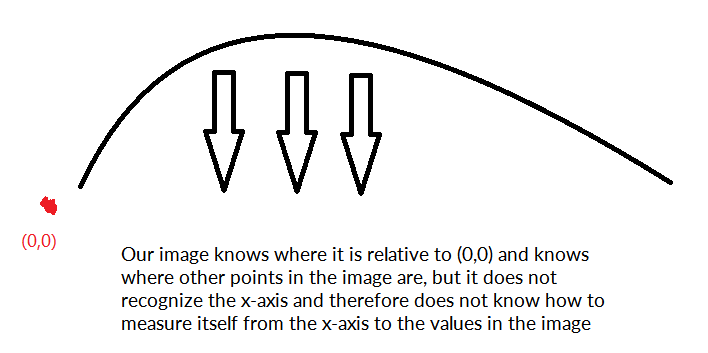 (0,0)
Our image knows where it is relative to (0,0) and knows
where other points in the image are, but it does not
recognize the x-axis and therefore does not know how to
measure itself from the x-axis to the values in the image